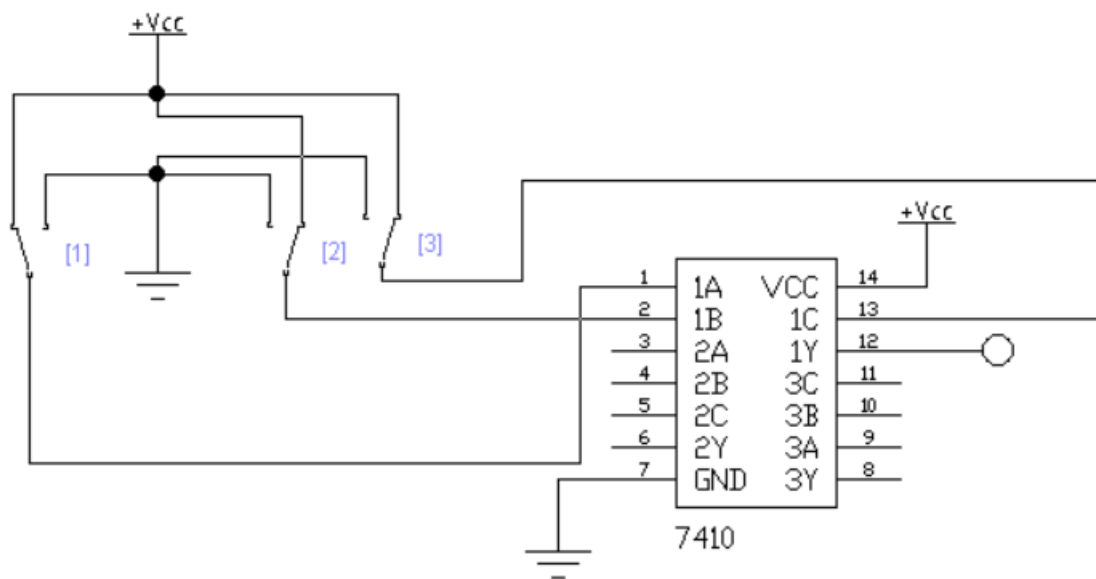 +Vcc
[1]
[2]
[3]
+Vcc
1 1A VCC 14
2 1B 1C 13
3 2A 1Y 12
4 2B 3C 11
5 2C 3B 10
6 2Y 3A 9
7 GND 3Y 8
7410